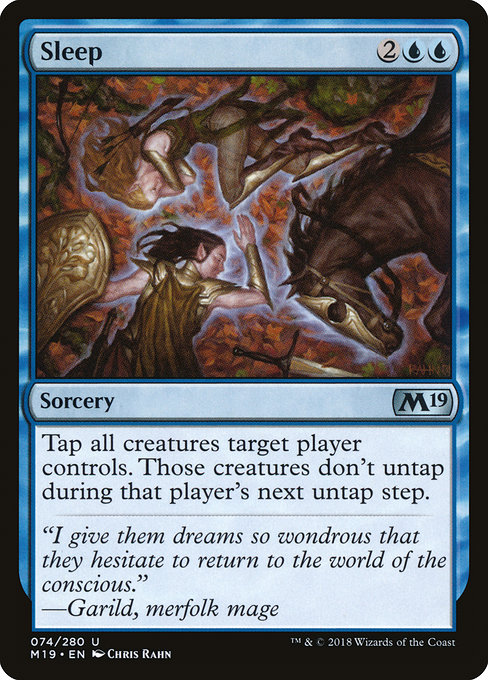 Sleep 2
Sorcery M19
Tap all creatures target player
controls. Those creatures don't untap
during that player's next untap step.
"I give them dreams so wondrous that
they hesitate to return to the world of the
conscious."
—Garild, merfolk mage
074/280 U
M19 • EN Chris Rahn
™ & © 2018 Wizards of the Coast